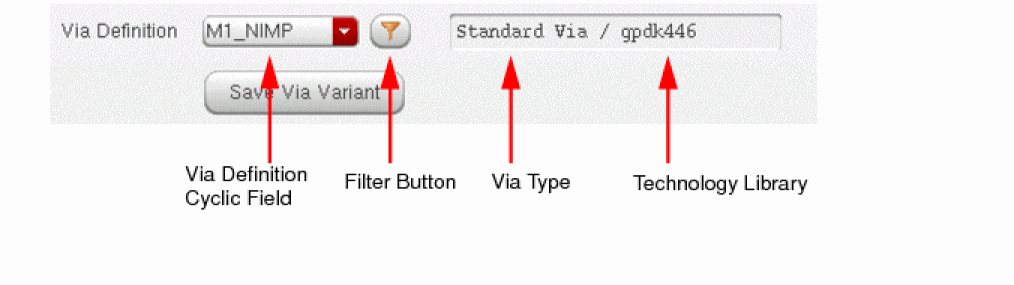 Via Definition M1_NIMP Standard Via / gpdk446
Save Via Variant
Via Definition
Cyclic Field
Filter Button
Via Type
Technology Library